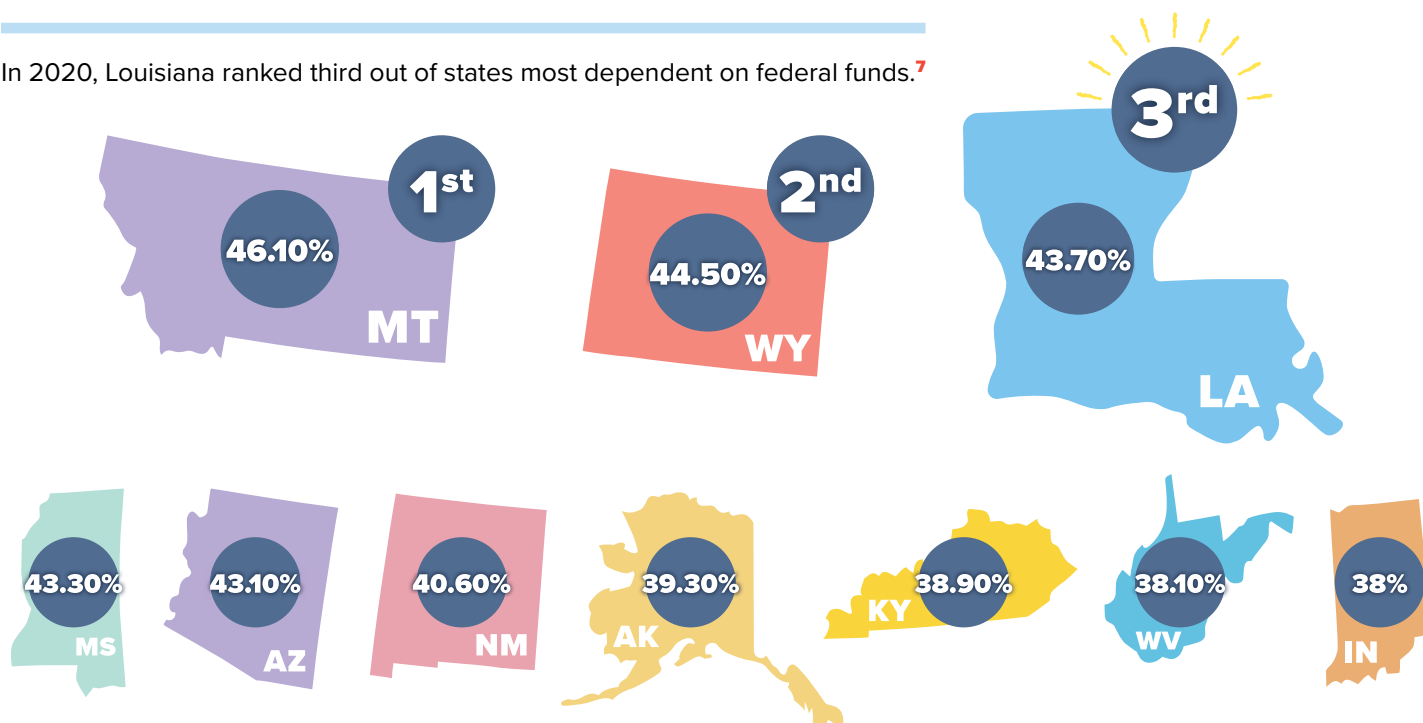 In 2020, Louisiana ranked third out of states most dependent on federal funds.7
1st
46.10%
MT
2nd
44.50%
WY
3rd
43.70%
LA
43.30%
MS
43.10%
AZ
40.60%
NM
39.30%
AK
38.90%
KY
38.10%
WV
38%
IN